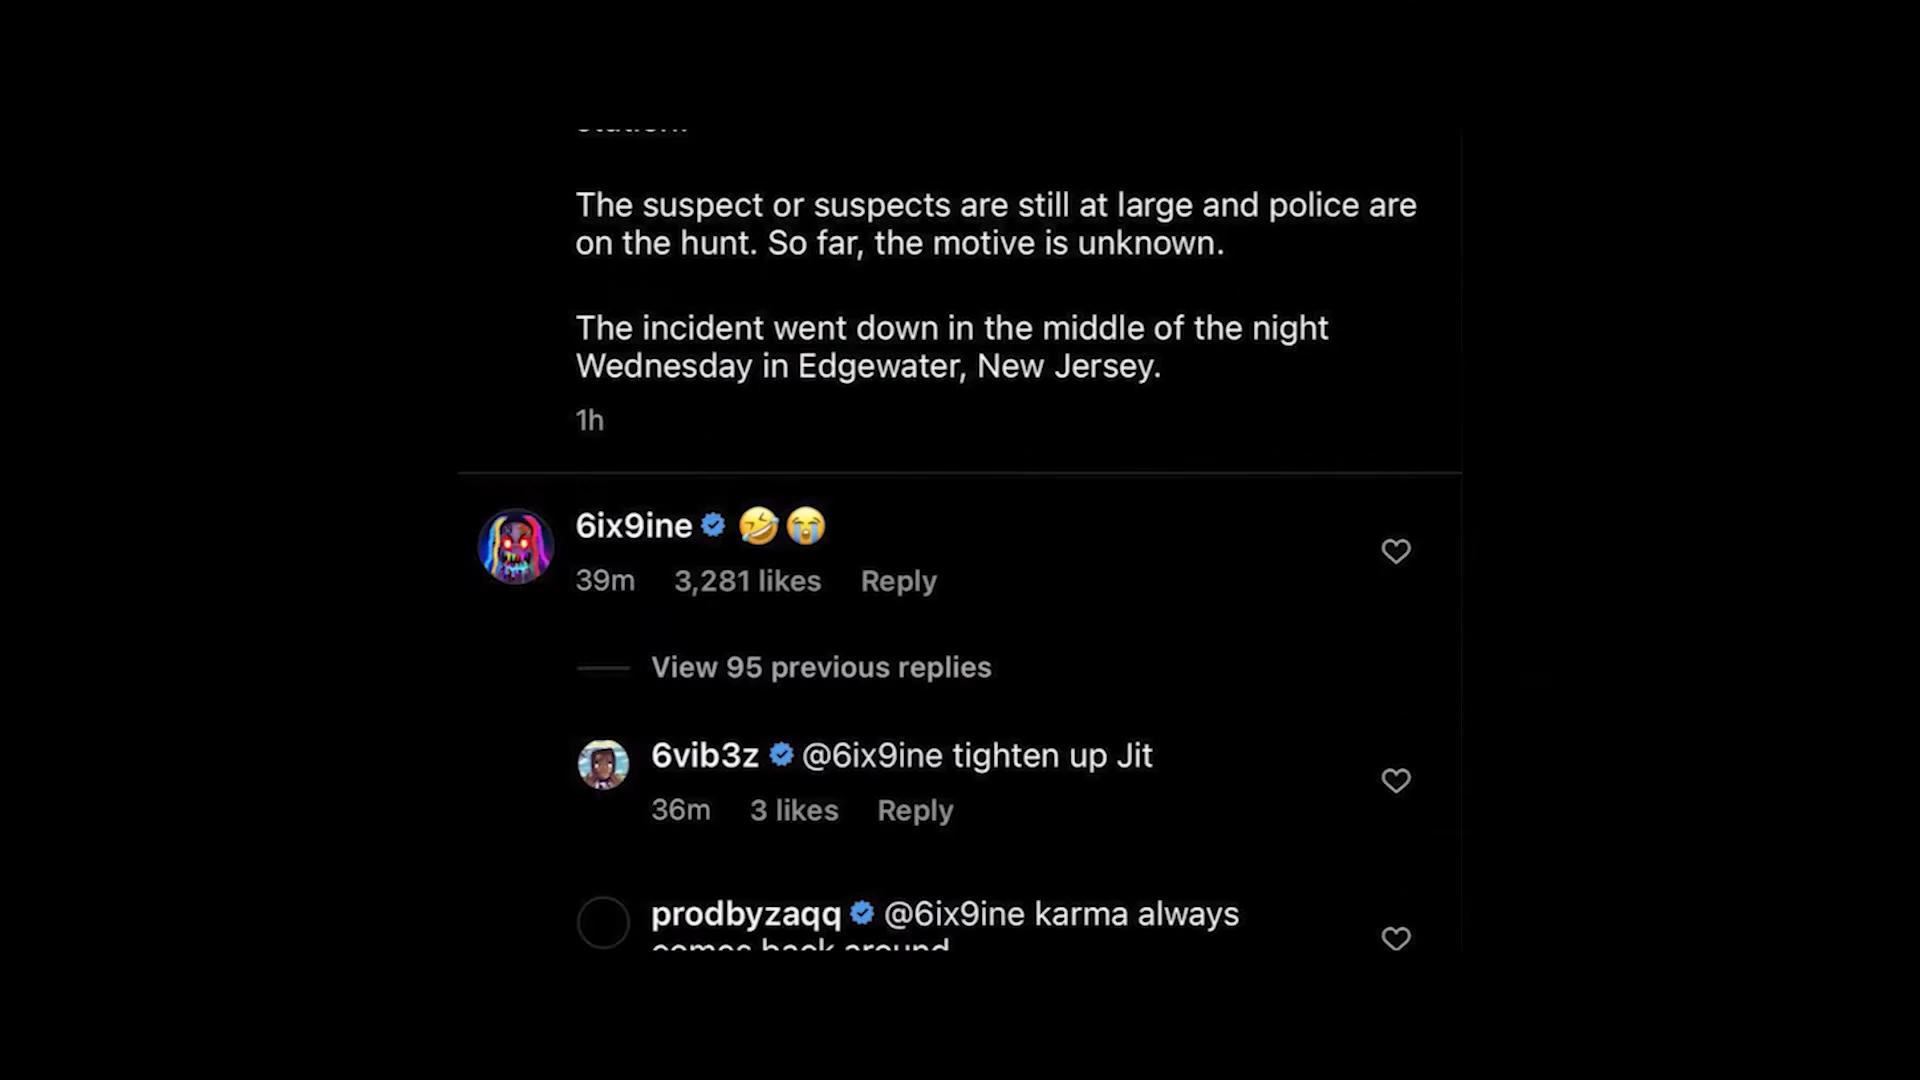 The suspect or suspects are still at large and police are
on the hunt. So far, the motive is unknown.
The incident went down in the middle of the night
Wednesday in Edgewater, New Jersey.
1h
6ix9ine 🤣😭
39m 3,281 likes Reply
View 95 previous replies
6vib3z @6ix9ine tighten up Jit
36m 3 likes Reply
prodbyzaqq @6ix9ine karma always
comes back around